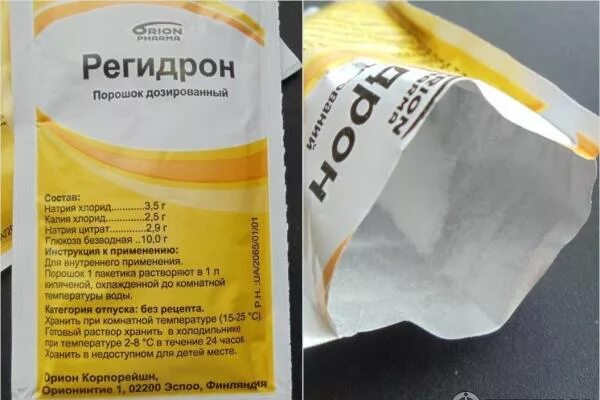 ORION
PHARMA
Регидрон
Порошок дозированный
Состав:
Натрия хлорид............3,5 г
Калия хлорид..............2,5 г
Натрия цитрат............2,9 г
Глюкоза безводная ..10,0 г
Инструкция к применению:
Для внутреннего применения.
Порошок 1 пакетика растворяют в 1 л
кипяченой, охлажденной до комнатной
температуры воды.
Категория отпуска: без рецепта.
Хранить при комнатной температуре (15-25 °C).
Готовый раствор хранить в холодильнике
при температуре 2-8 °C в течение 24 часов.
Хранить в недоступном для детей месте.
Орион Корпорейшн,
Орионинтие 1, 02200 Эспоо, Финляндия
Р.Н.:UA/2065/01/01
ORION
ARMA
дрон
ований